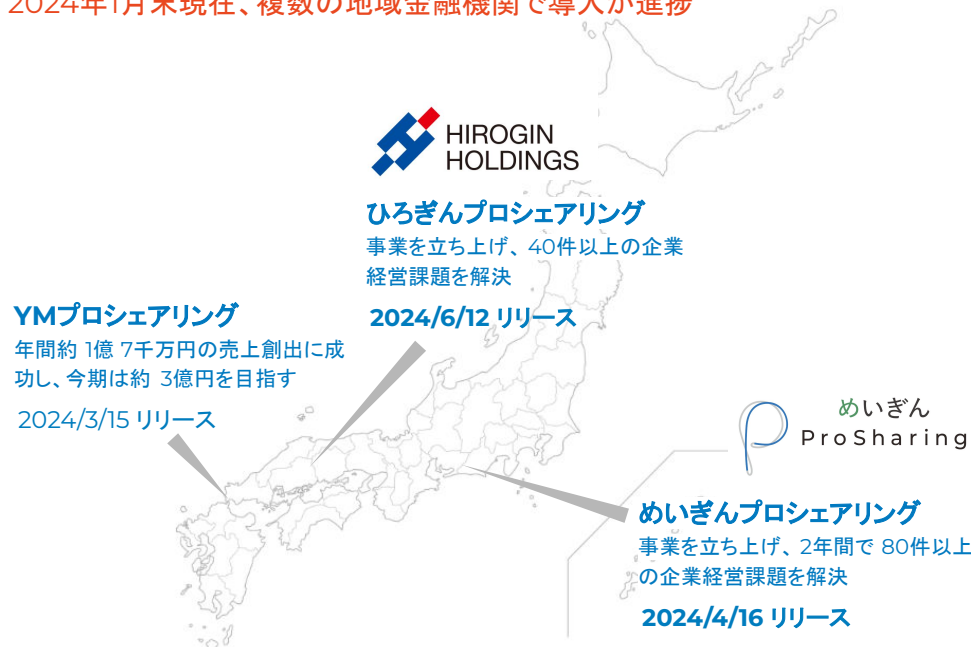 2024年1月末現在、複数の地域金融機関で導入が進捗
HIROGIN
HOLDINGS
ひろぎんプロシェアリング
事業を立ち上げ、40件以上の企業
経営課題を解決
2024/6/12 リリース
YMプロシェアリング
年間約 1億 7千万円の売上創出に成
功し、今期は約 3億円を目指す
2024/3/15 リリース
めいぎん
ProSharing
めいぎんプロシェアリング
事業を立ち上げ、2年間で 80件以上
の企業経営課題を解決
2024/4/16 リリース